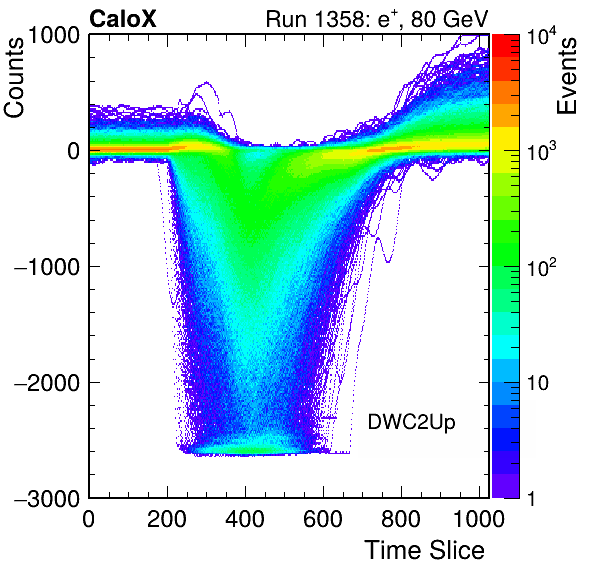 CaloX Run 1358: e⁺, 80 GeV
Counts
1000
0
−1000
−2000
−3000
0 200 400 600 800 1000
Time Slice
DWC2Up
Events
10⁴
10³
10²
10
1